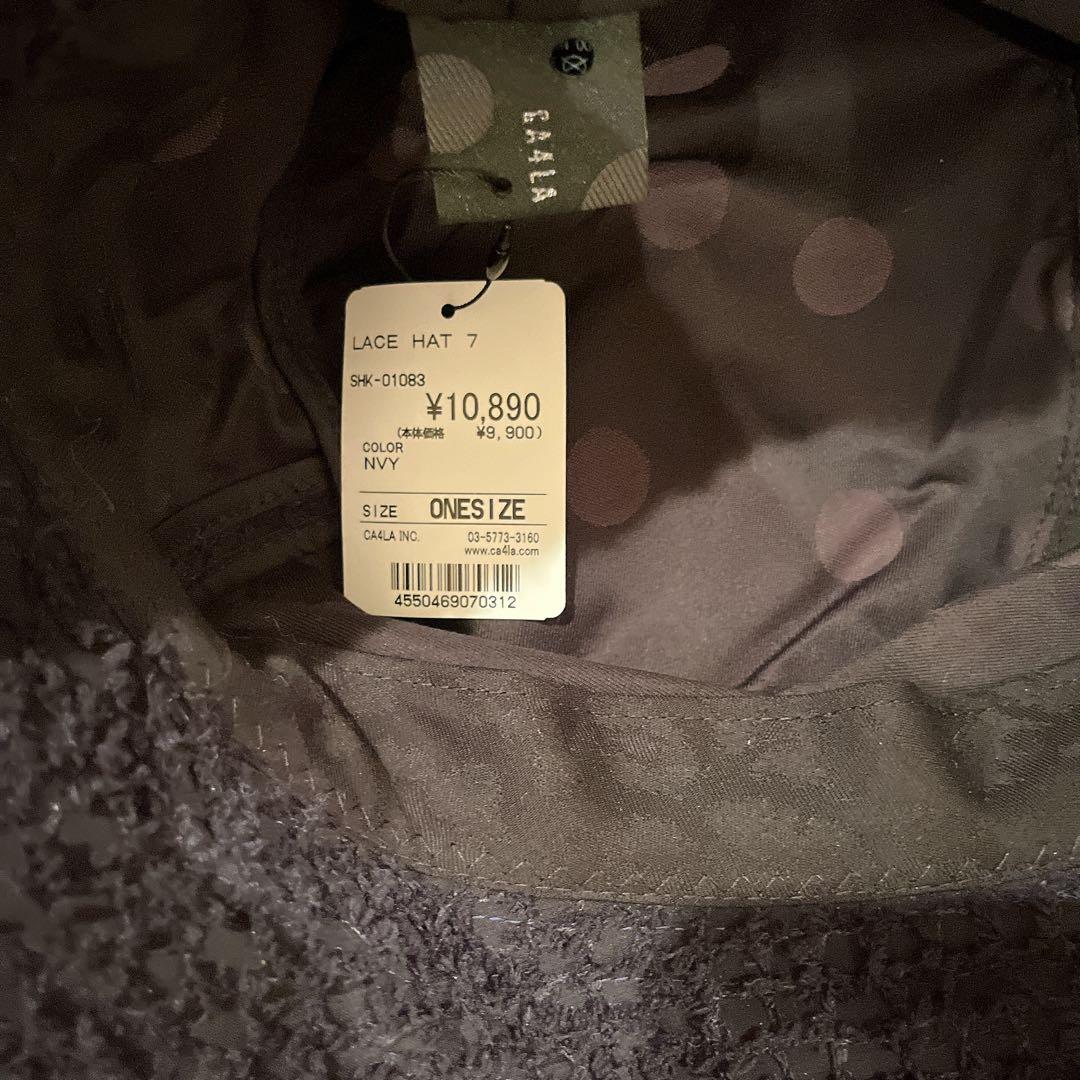 CA4LA
LACE HAT 7
SHK-01083
¥10,890
(本体価格 ¥9,900)
COLOR
NVY
SIZE ONESIZE
CA4LA INC. 03-5773-3160
www.ca4la.com
4550469070312